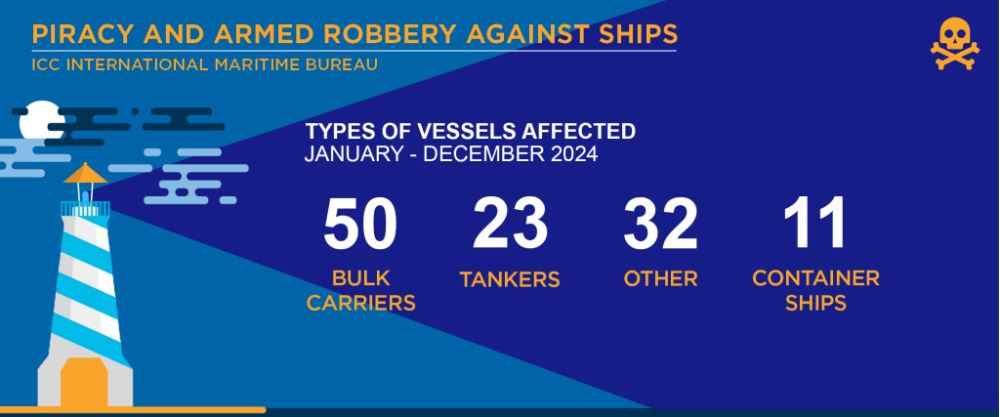 PIRACY AND ARMED ROBBERY AGAINST SHIPS
ICC INTERNATIONAL MARITIME BUREAU
TYPES OF VESSELS AFFECTED
JANUARY - DECEMBER 2024
50
BULK
CARRIERS
23
TANKERS
32
OTHER
11
CONTAINER
SHIPS